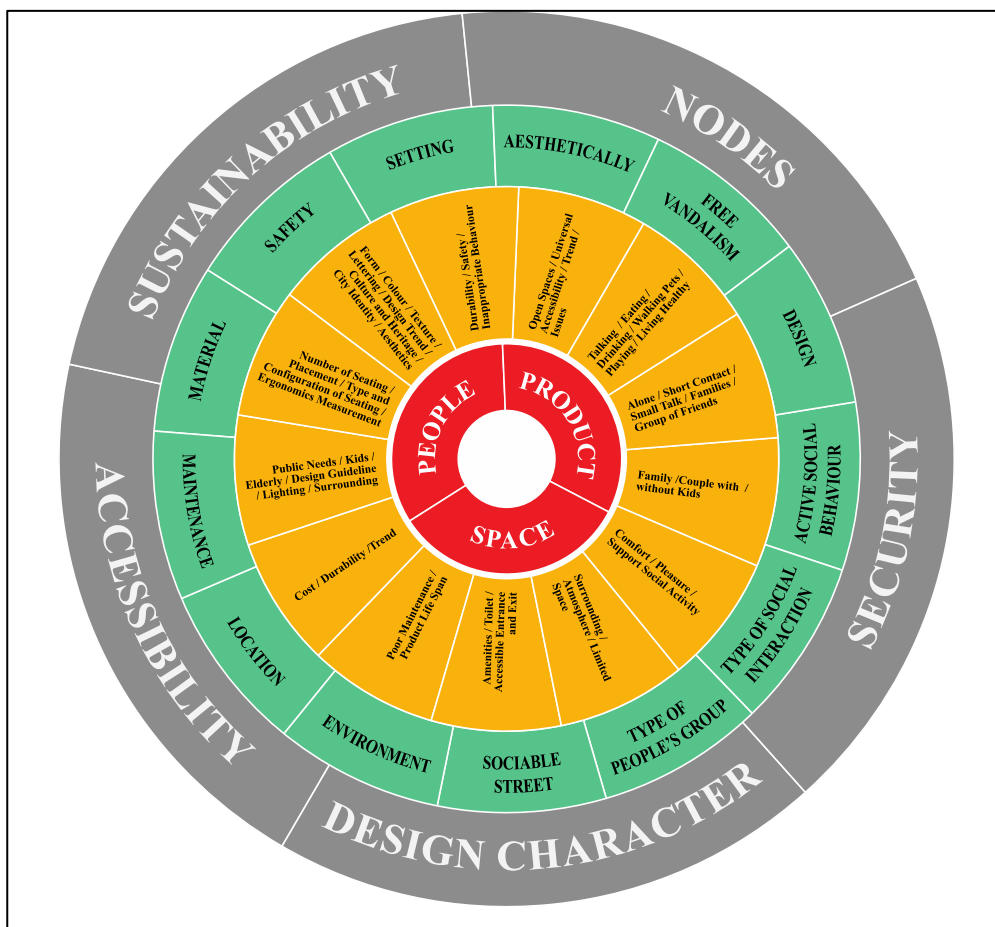 SUSTAINABILITY
NODES
SECURITY
DESIGN CHARACTER
ACCESSIBILITY
SETTING
AESTHETICALLY
FREE
VANDALISM
DESIGN
ACTIVE SOCIAL
BEHAVIOUR
TYPE OF SOCIAL
INTERACTION
TYPE OF
PEOPLE'S GROUP
SOCIABLE
STREET
ENVIRONMENT
LOCATION
MAINTENANCE
MATERIAL
SAFETY
Durability / Safety /
Inappropriate Behaviour
Open Spaces / Universal
Accessibility / Trend /
Issues
Talking / Eating /
Drinking / Walking Pets /
Playing / Living Healthy
Alone / Short Contact /
Small Talk / Families /
Group of Friends
Family /Couple with /
without Kids
Comfort / Pleasure /
Support Social Activity
Surrounding /
Atmosphere / Limited
Space
Amenities / Toilet /
Accessible Entrance
and Exit
Poor Maintenance /
Product Life Span
Cost / Durability /Trend
Public Needs / Kids /
Elderly / Design Guideline
/ Lighting / Surrounding
Number of Seating /
Placement / Type and
Configuration of Seating /
Ergonomics Measurement
Form / Colour / Texture /
Lettering / Design Trend /
Culture and Heritage /
City Identity / Aesthetics
PEOPLE
PRODUCT
SPACE